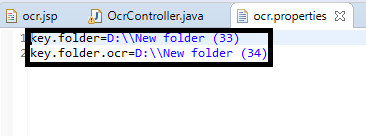 ocr.jsp OcrController.java ocr.properties
1 key.folder=D:\\New folder (33)
2 key.folder.ocr=D:\\New folder (34)